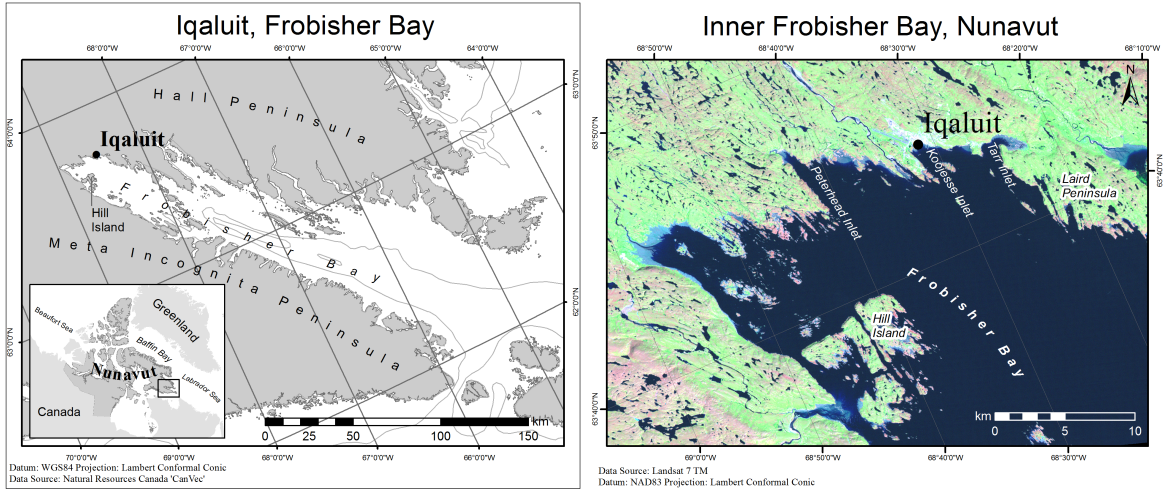 Iqaluit, Frobisher Bay
68°0'0"W 67°0'0"W 66°0'0"W 65°0'0"W 64°0'0"W
63°0'0"N
64°0'0"N
Hall Peninsula
Iqaluit
Frobisher Bay
Hill
Island
Meta Incognita Peninsula
62°0'0"N
63°0'0"N
Greenland
Beaufort Sea
Baffin Bay
Nunavut
Labrador Sea
Canada
km
0 25 50 100 150
70°0'0"W 69°0'0"W 68°0'0"W 67°0'0"W 66°0'0"W
Datum: WGS84 Projection: Lambert Conformal Conic
Data Source: Natural Resources Canada 'CanVec'
Inner Frobisher Bay, Nunavut
68°50'0"W 68°40'0"W 68°30'0"W 68°20'0"W 68°10'0"W
N
63°50'0"N
Iqaluit
63°40'0"N
Koojesse Inlet
Tarr Inlet
Peterhead Inlet
Laird
Peninsula
Frobisher Bay
Hill
Island
63°40'0"N
km
0 5 10
69°0'0"W 68°50'0"W 68°40'0"W 68°30'0"W
Data Source: Landsat 7 TM
Datum: NAD83 Projection: Lambert Conformal Conic